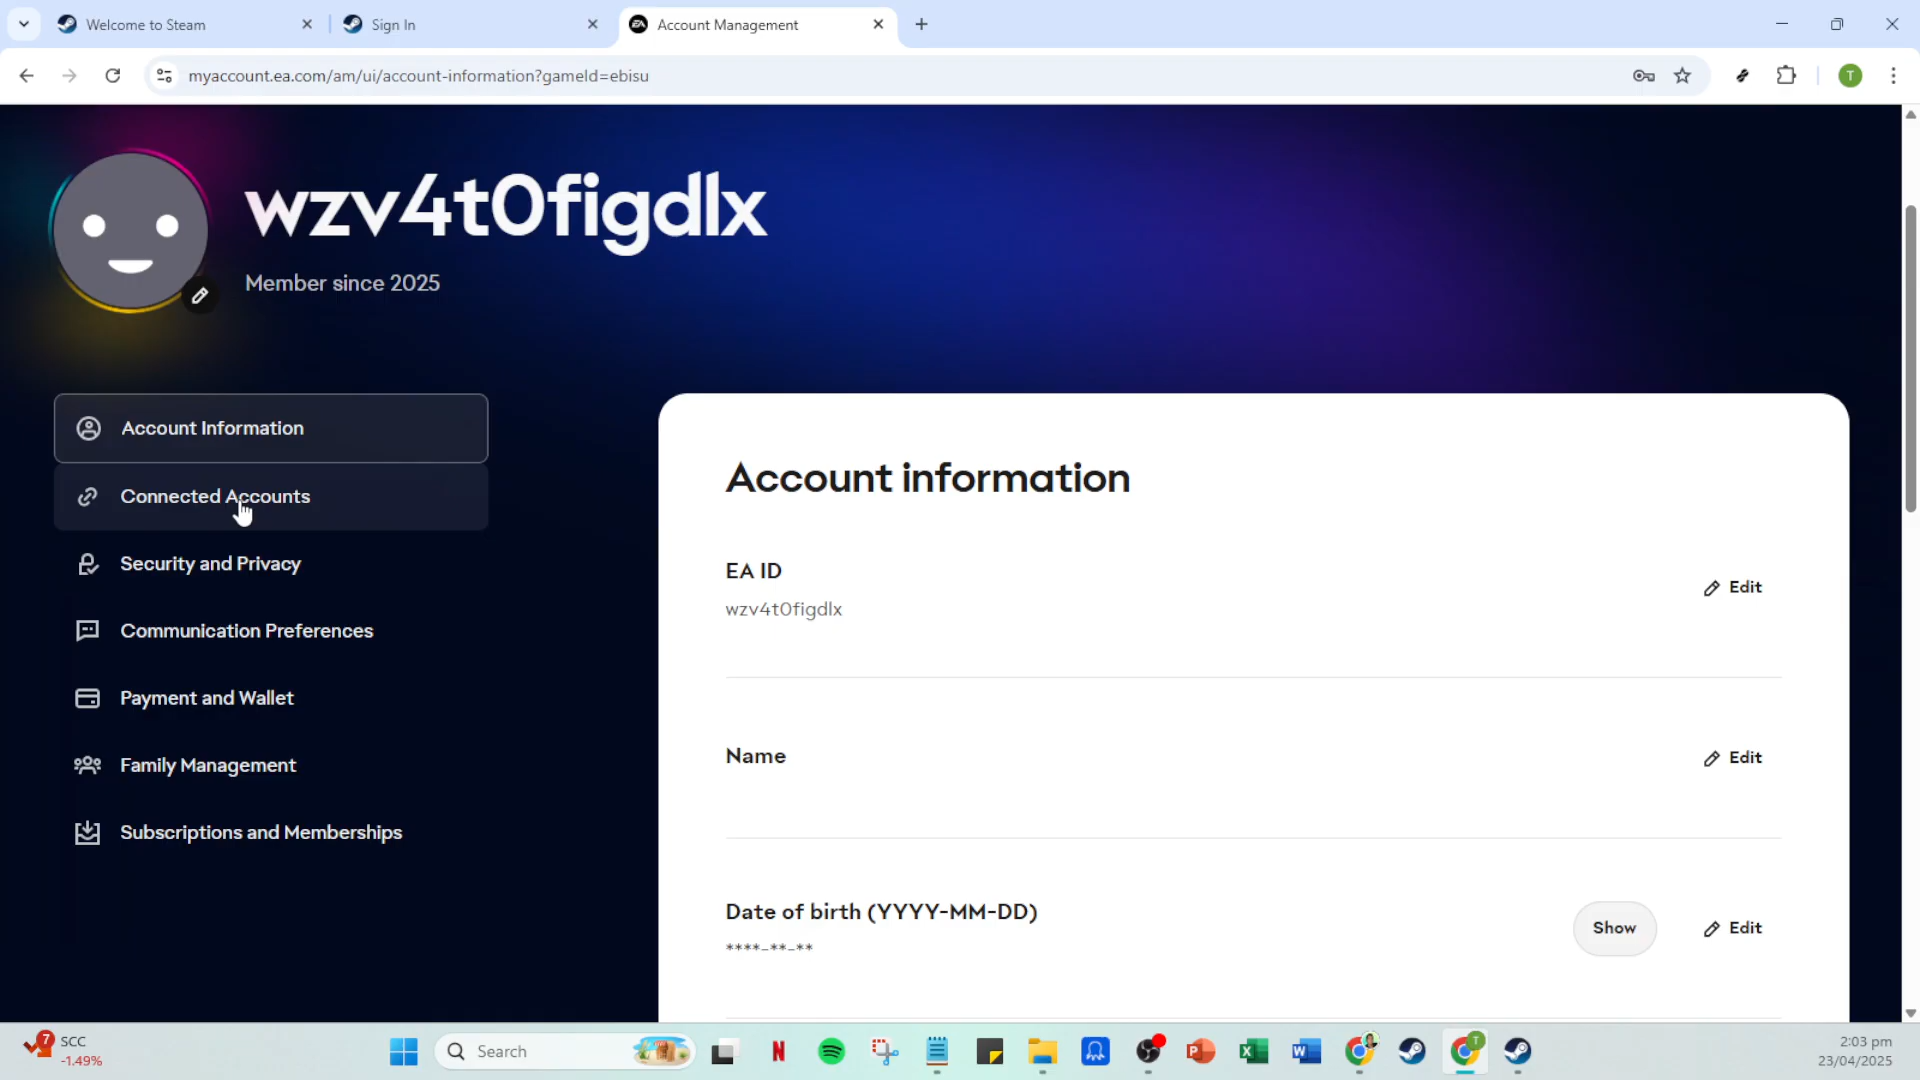 Welcome to Steam
Sign In
Account Management
myaccount.ea.com/am/ui/account-information?gameId=ebisu
T
wzv4t0figdlx
Member since 2025
Account Information
Connected Accounts
Security and Privacy
Communication Preferences
Payment and Wallet
Family Management
Subscriptions and Memberships
Account information
EA ID
wzv4t0figdlx
Edit
Name
Edit
Date of birth (YYYY-MM-DD)
****-**-**
Show
Edit
7
SCC
-1.49%
Search
2:03 pm
23/04/2025